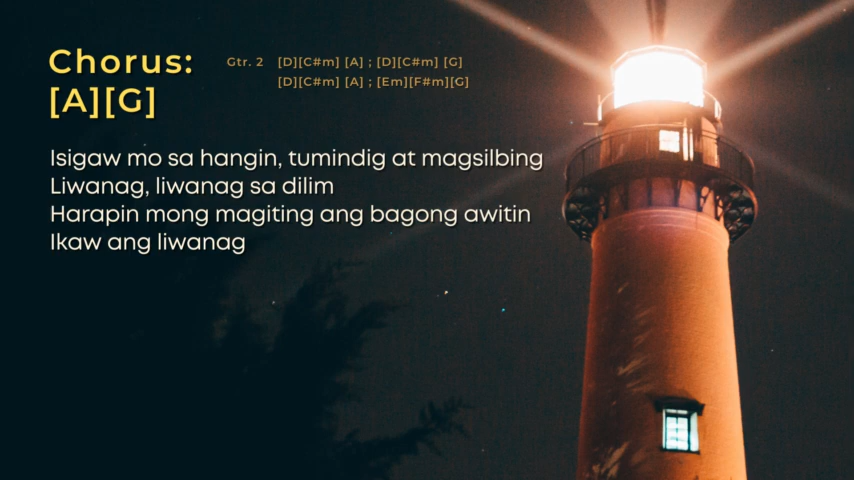 Chorus:
[A][G]
Gtr. 2 [D][C#m] [A] ; [D][C#m] [G]
[D][C#m] [A] ; [Em][F#m][G]
Isigaw mo sa hangin, tumindig at magsilbing
Liwanag, liwanag sa dilim
Harapin mong magiting ang bagong awitin
Ikaw ang liwanag